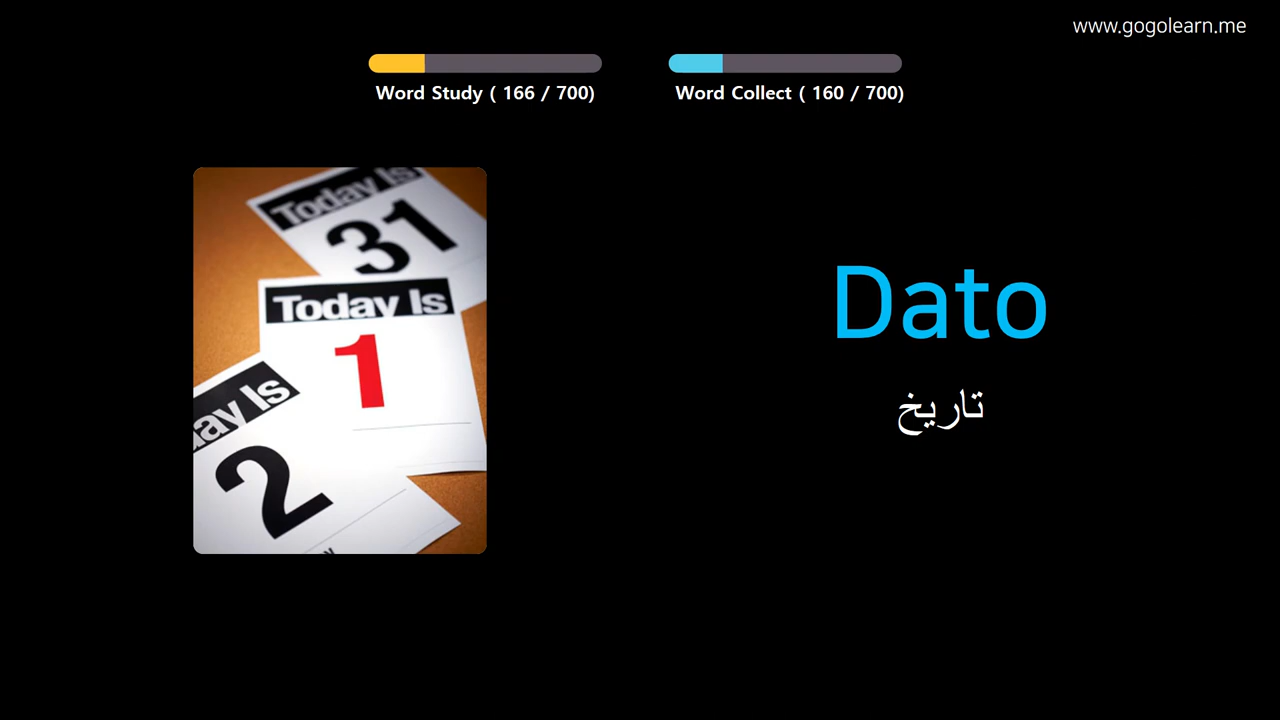 www.gogolearn.me
Word Study ( 166 / 700)
Word Collect ( 160 / 700)
Today Is
31
Today Is
1
ay Is
2
Dato
تاريخ